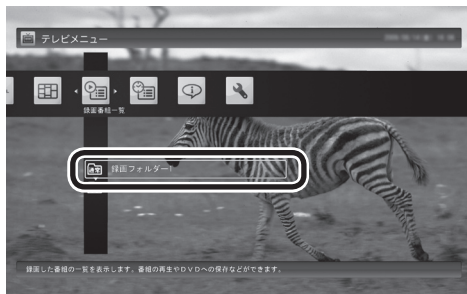 テレビメニュー
録画番組一覧
通常 録画フォルダー1
録画した番組の一覧を表示します。番組の再生やDVDへの保存などができます。